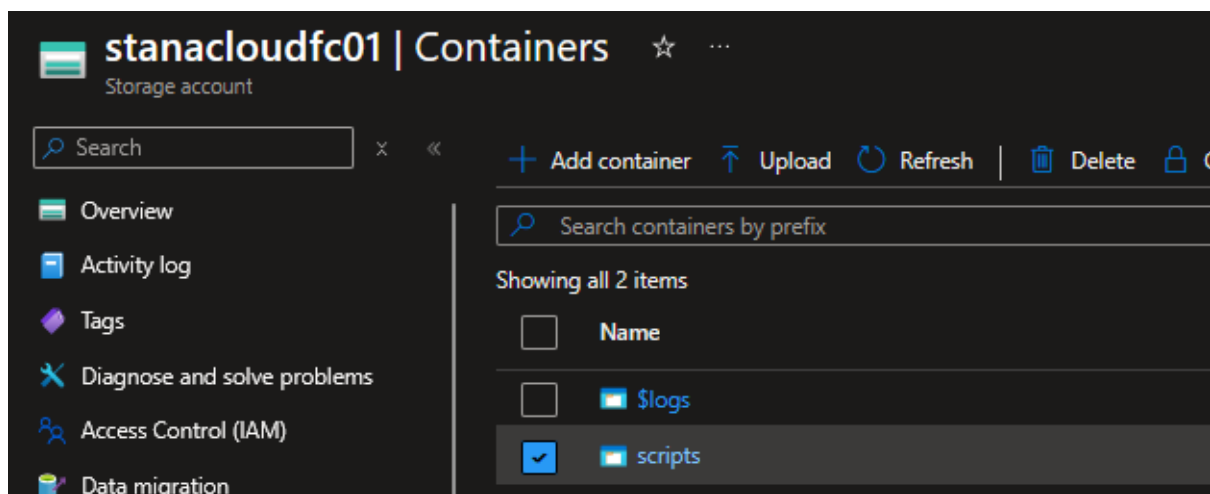 stanacloudfc01 | Containers
Storage account
Search
Add container Upload Refresh Delete
Overview
Search containers by prefix
Activity log
Showing all 2 items
Tags
Name
Diagnose and solve problems
$logs
Access Control (IAM)
scripts
Data migration